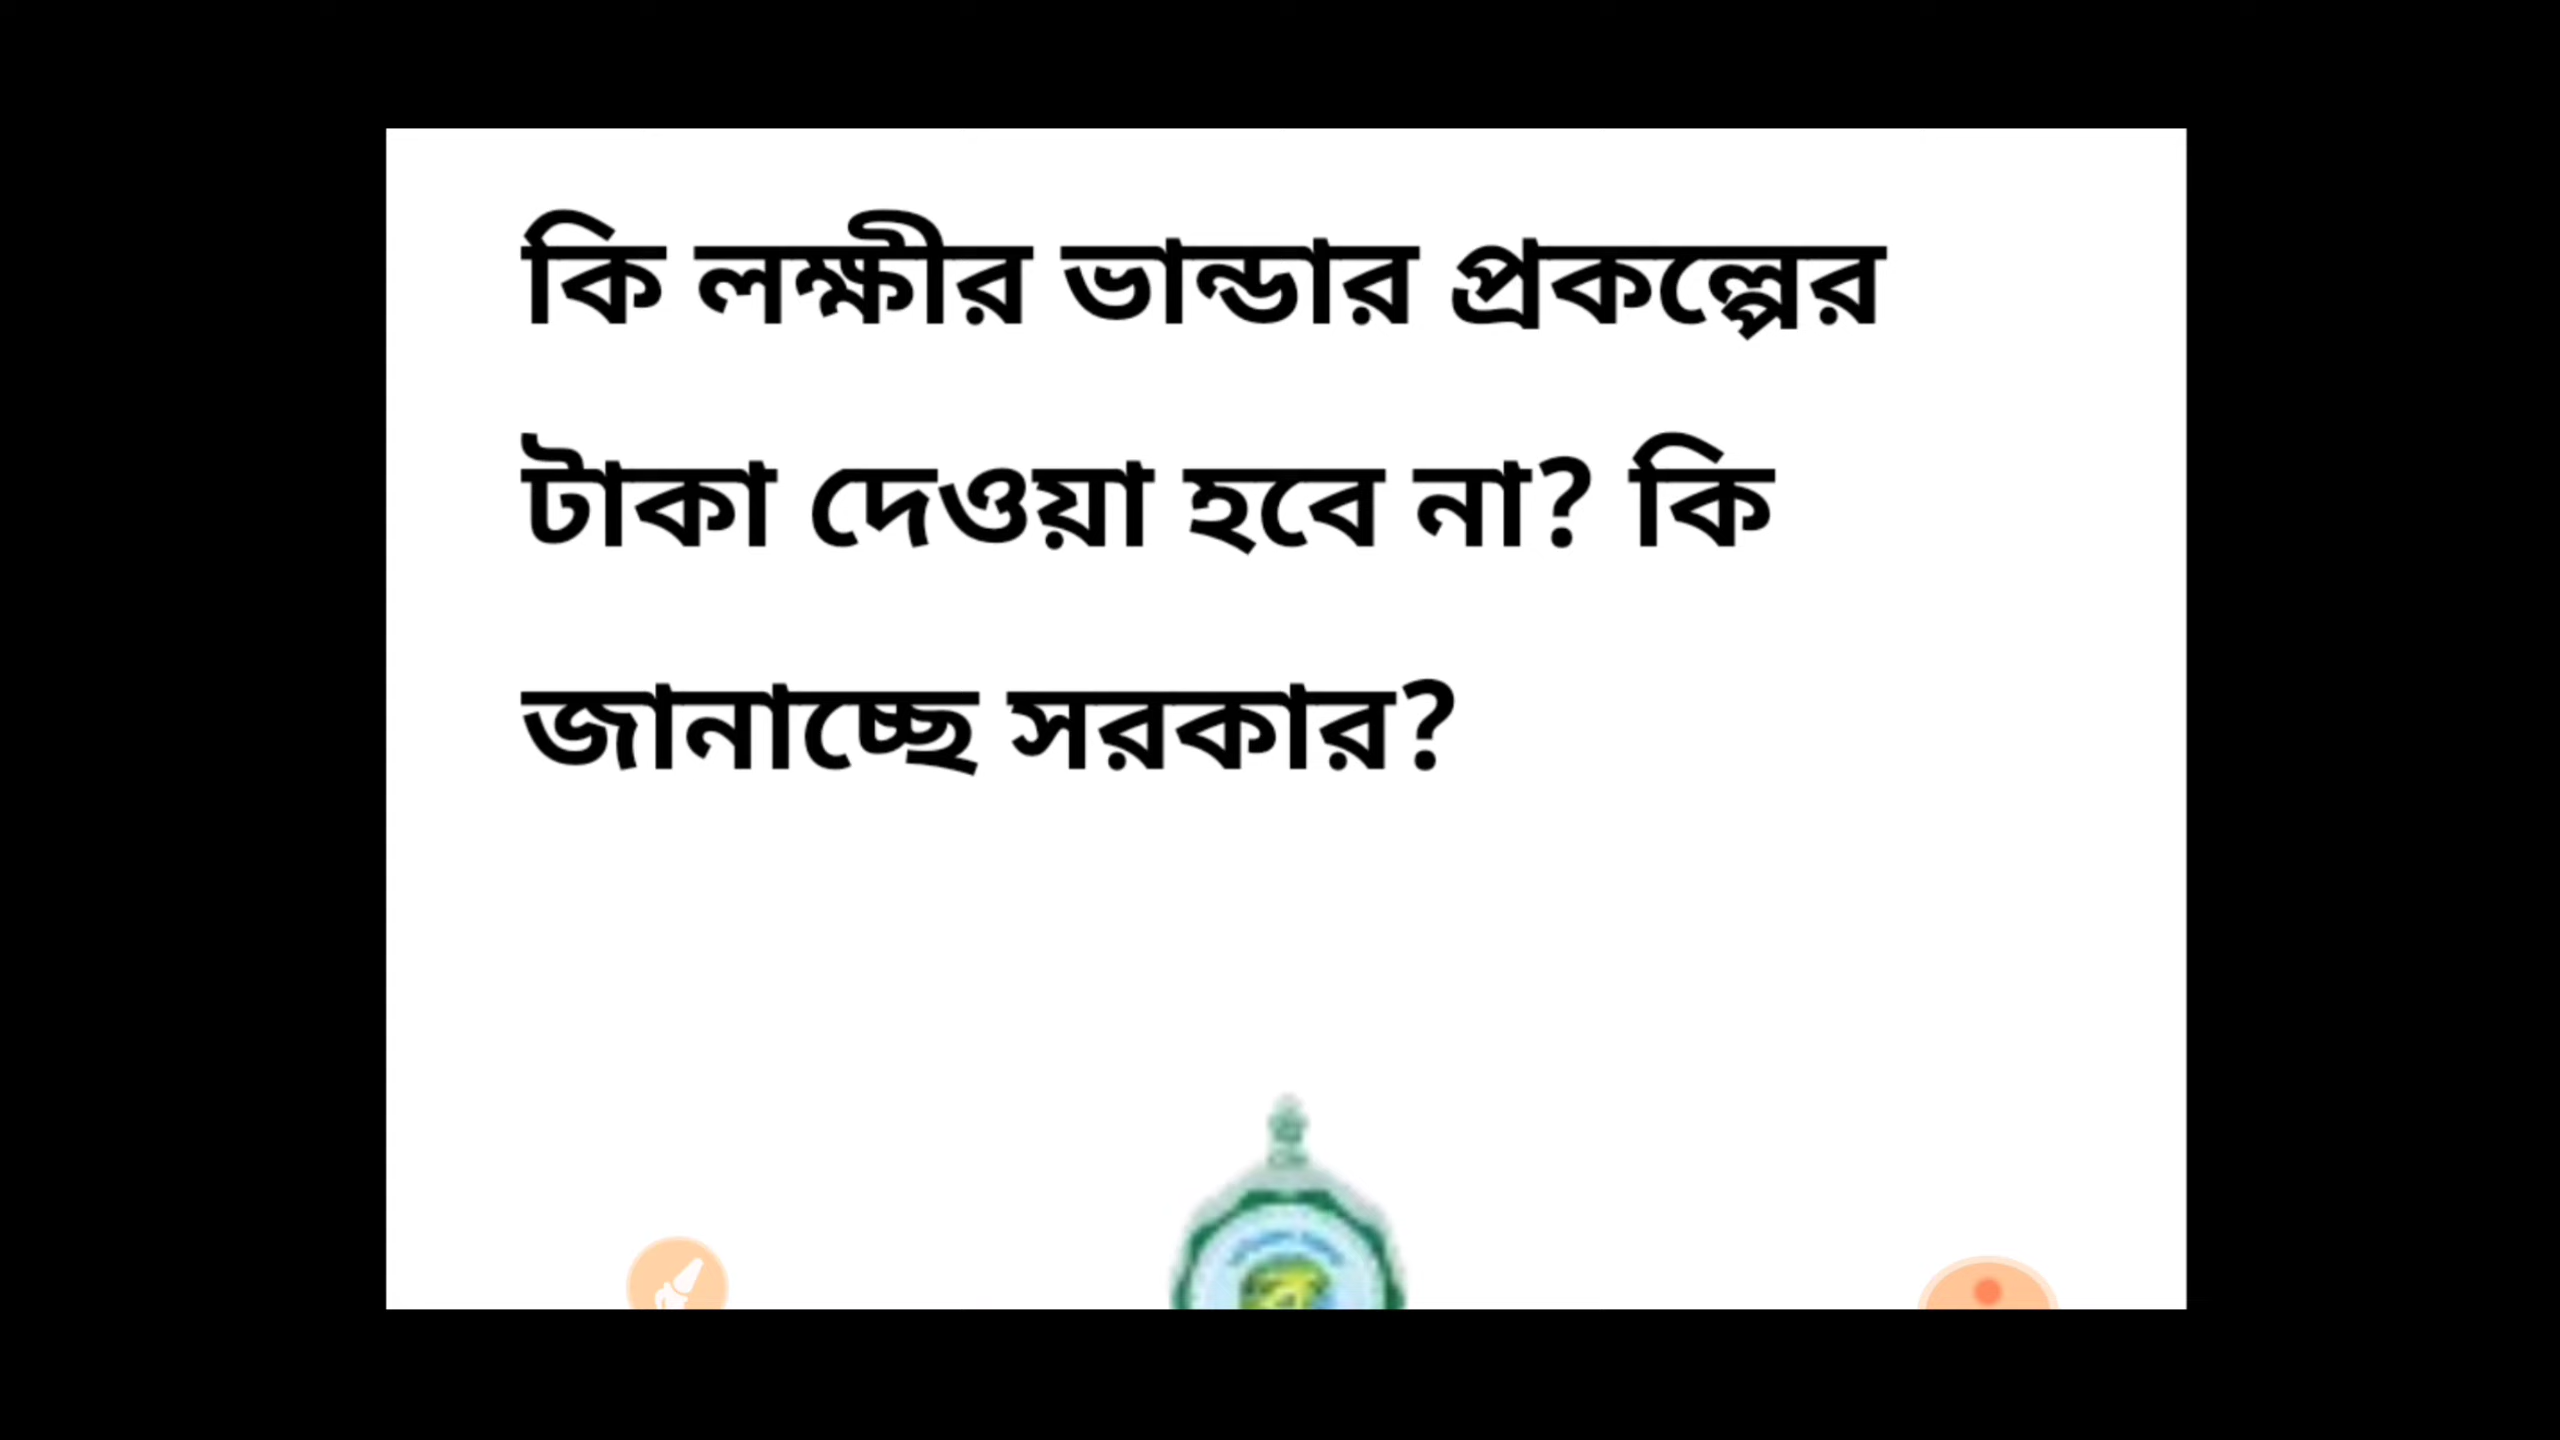 কি লক্ষীর ভান্ডার প্রকল্পের
টাকা দেওয়া হবে না? কি
জানাচ্ছে সরকার?